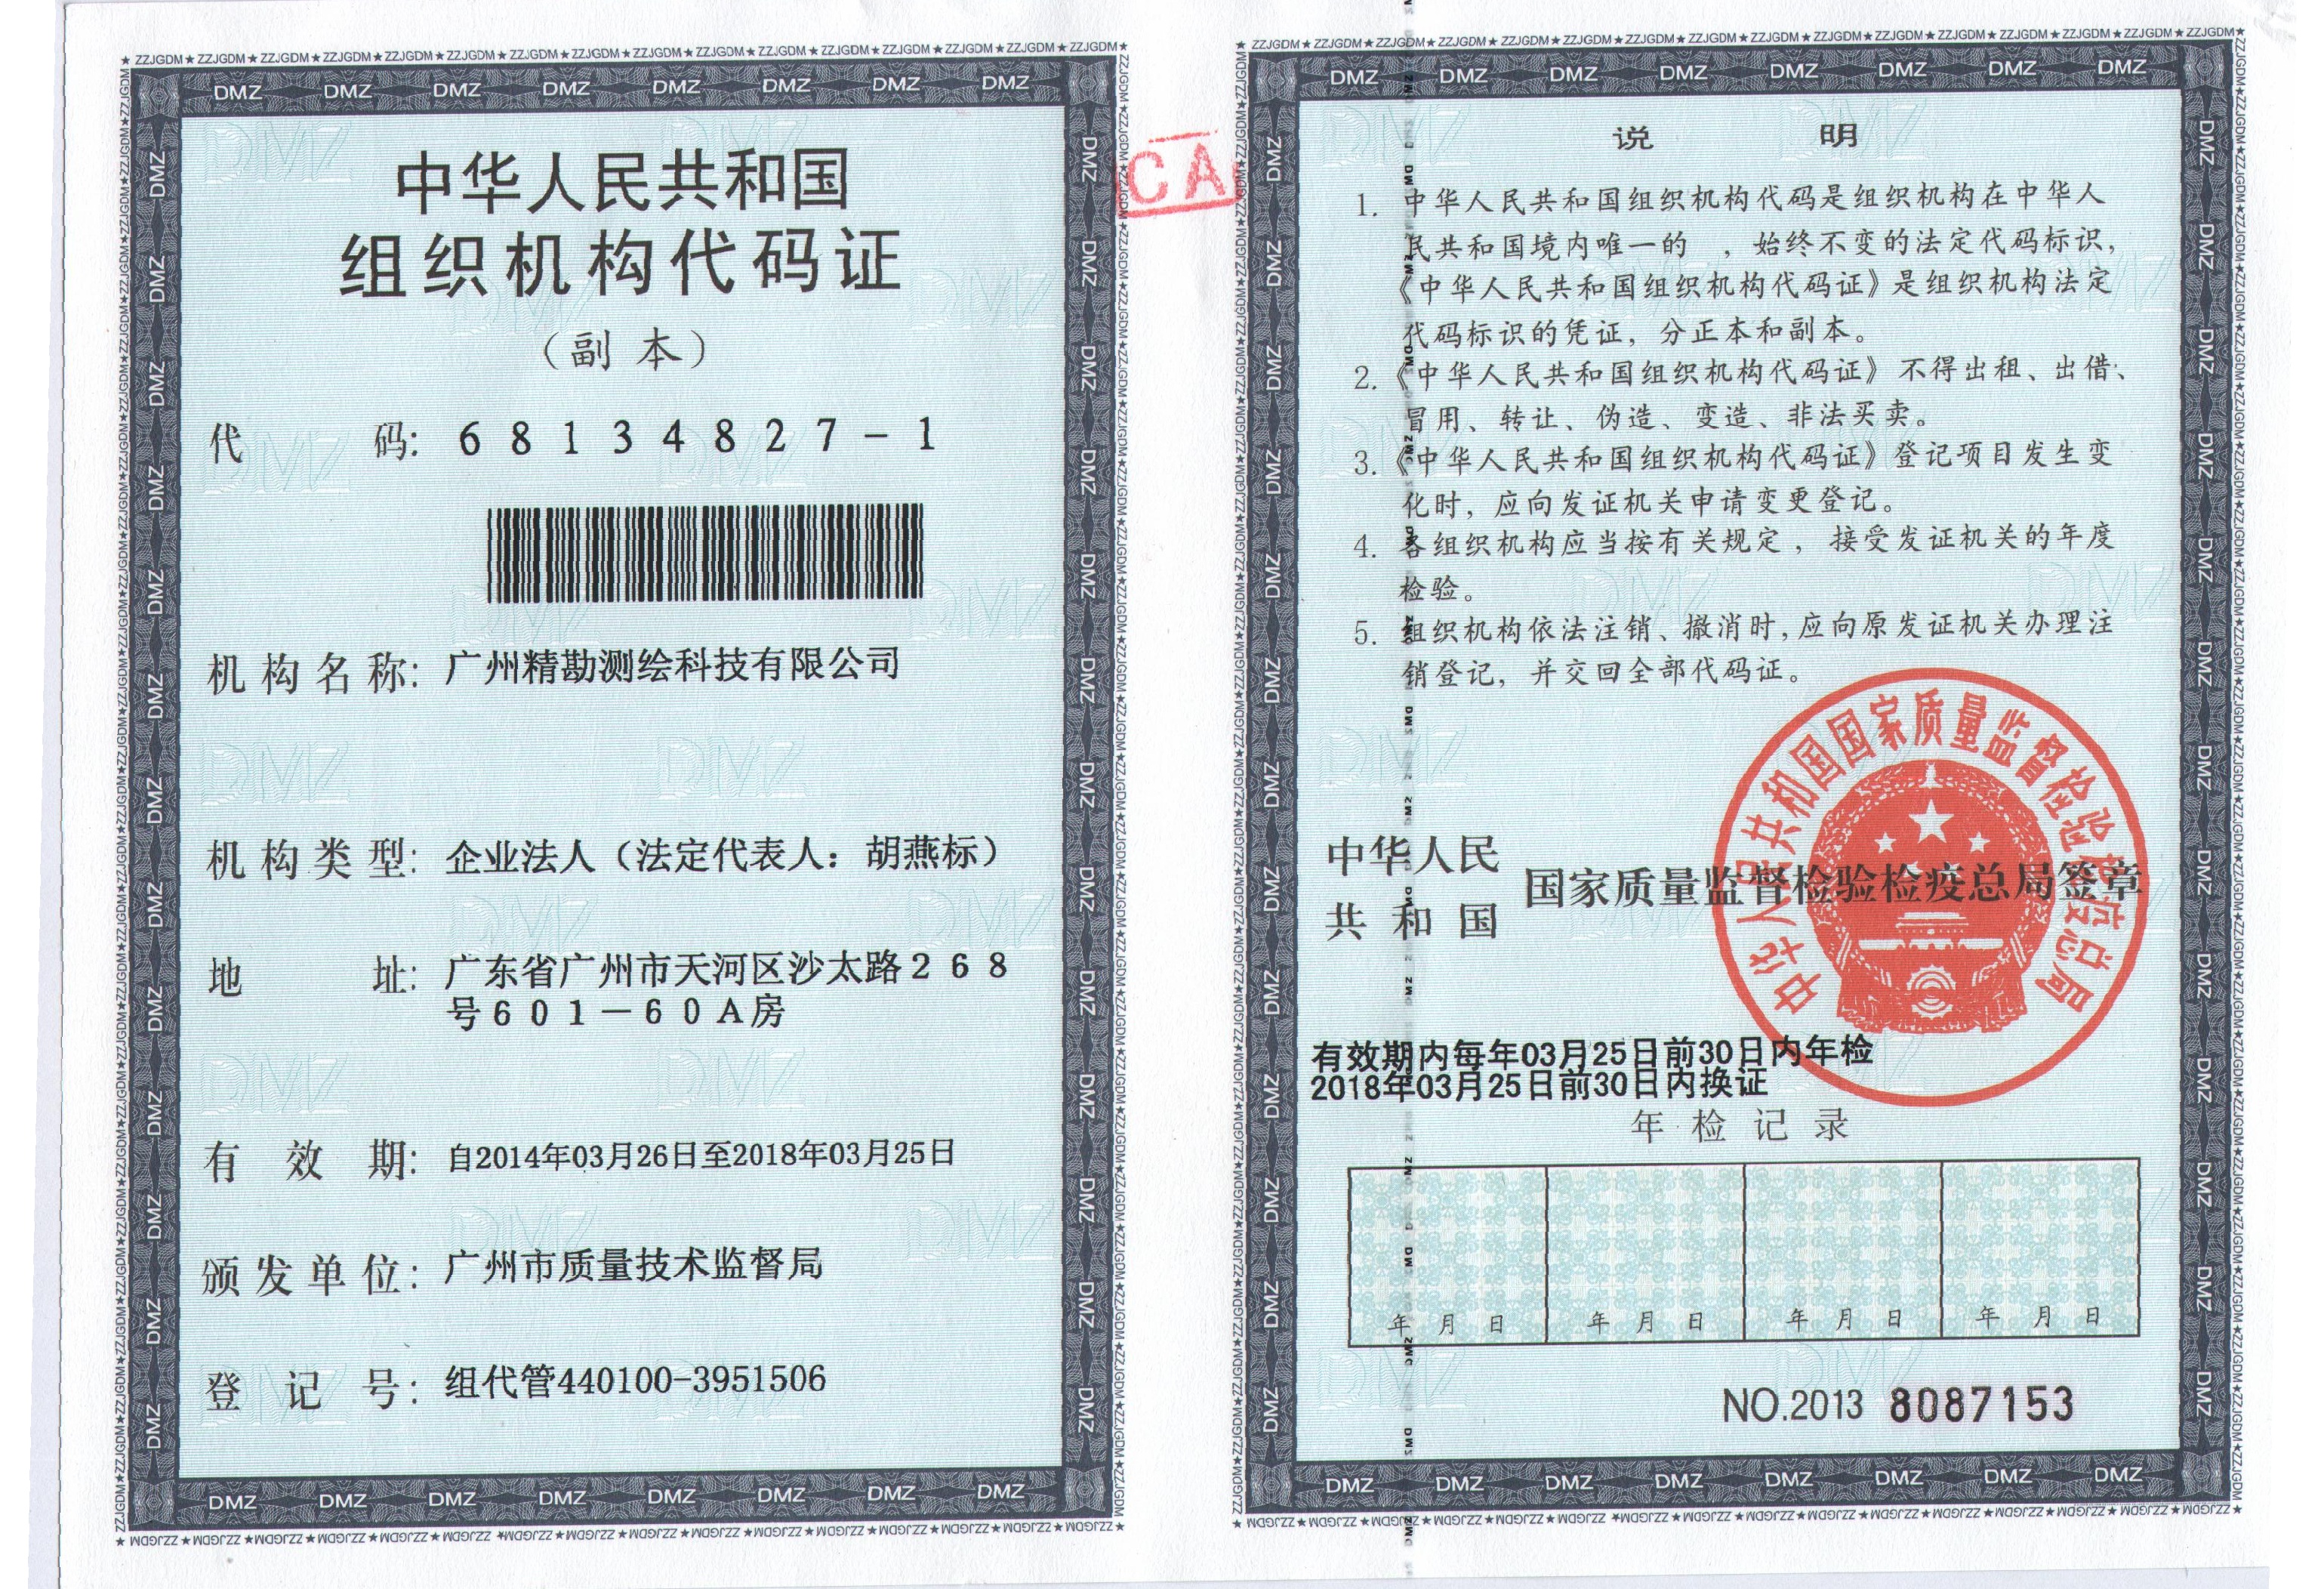 中华人民共和国
组织机构代码证
（副 本）
代 码: 68134827-1
机构名称: 广州精勘测绘科技有限公司
机构类型: 企业法人（法定代表人：胡燕标）
地 址: 广东省广州市天河区沙太路268
号601－60A房
有 效 期: 自2014年03月26日至2018年03月25日
颁发单位: 广州市质量技术监督局
登 记 号: 组代管440100-3951506
CA
说 明
1. 中华人民共和国组织机构代码是组织机构在中华人
民共和国境内唯一的 ，始终不变的法定代码标识，
《中华人民共和国组织机构代码证》是组织机构法定
代码标识的凭证，分正本和副本。
2.《中华人民共和国组织机构代码证》不得出租、出借、
冒用、转让、伪造、变造、非法买卖。
3.《中华人民共和国组织机构代码证》登记项目发生变
化时，应向发证机关申请变更登记。
4. 各组织机构应当按有关规定，接受发证机关的年度
检验。
5. 组织机构依法注销、撤消时，应向原发证机关办理注
销登记，并交回全部代码证。
中华人民共和国国家质量监督检验检疫总局
中华人民
共和国
国家质量监督检验检疫总局签章
有效期内每年03月25日前30日内年检
2018年03月25日前30日内换证
年检记录
年 月 日 年 月 日 年 月 日 年 月 日
NO.2013 8087153